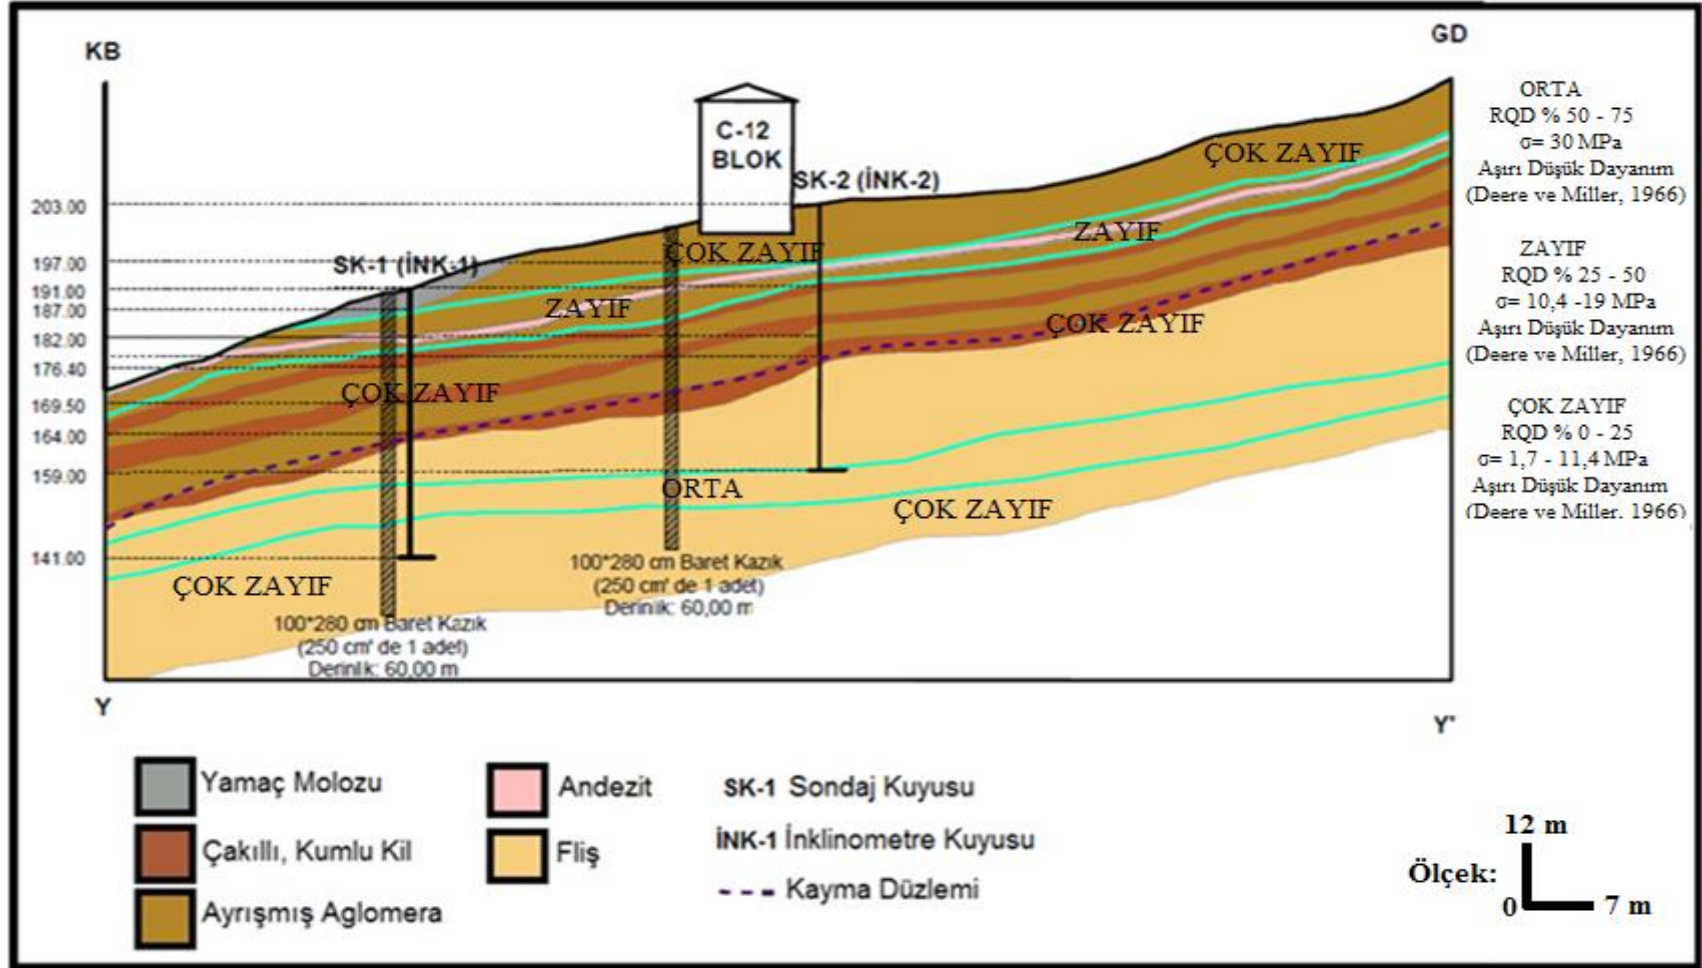 KB
GD
C-12
BLOK
SK-2 (İNK-2)
SK-1 (İNK-1)
203.00
197.00
191.00
187.00
182.00
176.40
169.50
164.00
159.00
141.00
ÇOK ZAYIF
ÇOK ZAYIF
ZAYIF
ZAYIF
ÇOK ZAYIF
ÇOK ZAYIF
ORTA
ÇOK ZAYIF
ÇOK ZAYIF
100*280 cm Baret Kazık
(250 cm' de 1 adet)
Derinlik: 60,00 m
100*280 cm Baret Kazık
(250 cm' de 1 adet)
Derinlik: 60,00 m
ORTA
RQD % 50 - 75
σ= 30 MPa
Aşırı Düşük Dayanım
(Deere ve Miller, 1966)
ZAYIF
RQD % 25 - 50
σ= 10,4 -19 MPa
Aşırı Düşük Dayanım
(Deere ve Miller, 1966)
ÇOK ZAYIF
RQD % 0 - 25
σ= 1,7 - 11,4 MPa
Aşırı Düşük Dayanım
(Deere ve Miller, 1966)
Y
Y'
Yamaç Molozu
Çakıllı, Kumlu Kil
Ayrışmış Aglomera
Andezit
Fliş
SK-1 Sondaj Kuyusu
İNK-1 İnklinometre Kuyusu
Kayma Düzlemi
12 m
Ölçek:
0
7 m